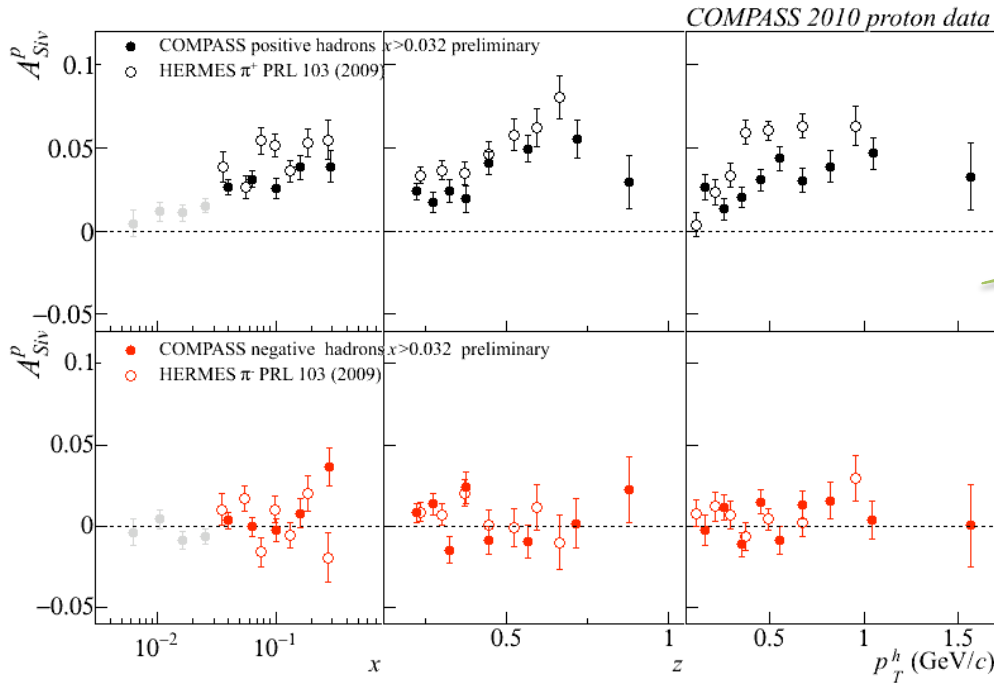 COMPASS 2010 proton data
A^p_Siv
0.1
0.05
0
−0.05
COMPASS positive hadrons x>0.032 preliminary
HERMES π⁺ PRL 103 (2009)
A^p_Siv
0.1
0.05
0
−0.05
COMPASS negative hadrons x>0.032 preliminary
HERMES π⁻ PRL 103 (2009)
10⁻² 10⁻¹ 0.5 1 0.5 1 1.5
x z p^h_T (GeV/c)